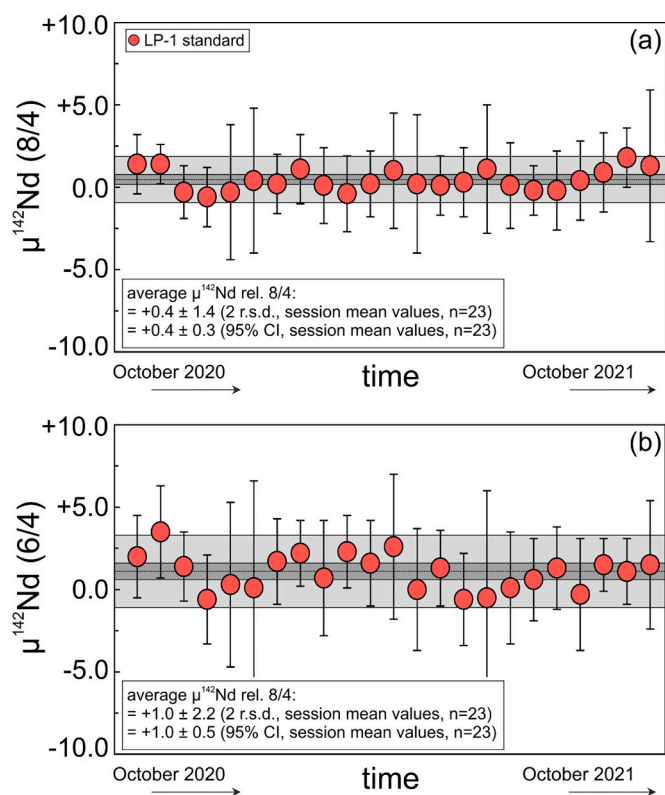 +10.0
LP-1 standard
(a)
+5.0
0.0
-5.0
-10.0
μ¹⁴²Nd (8/4)
average μ¹⁴²Nd rel. 8/4:
= +0.4 ± 1.4 (2 r.s.d., session mean values, n=23)
= +0.4 ± 0.3 (95% CI, session mean values, n=23)
October 2020
time
October 2021
+10.0
(b)
+5.0
0.0
-5.0
-10.0
μ¹⁴²Nd (6/4)
average μ¹⁴²Nd rel. 8/4:
= +1.0 ± 2.2 (2 r.s.d., session mean values, n=23)
= +1.0 ± 0.5 (95% CI, session mean values, n=23)
October 2020
time
October 2021